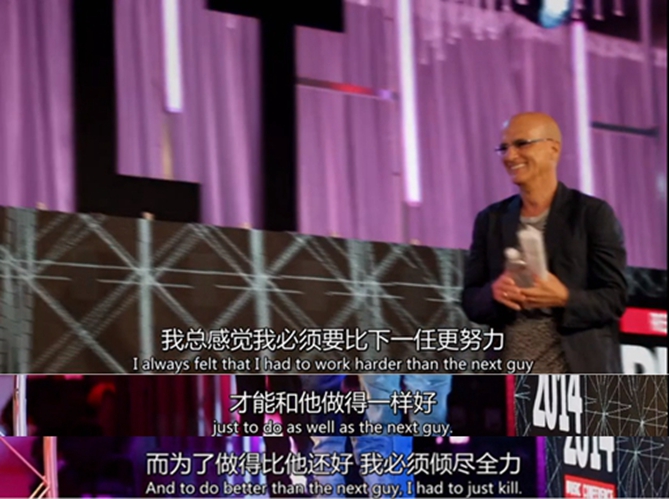 我总感觉我必须要比下一任更努力
I always felt that I had to work harder than the next guy
才能和他做得一样好
just to do as well as the next guy.
2014
而为了做得比他还好 我必须倾尽全力
And to do better than the next guy, I had to just kill.
2014